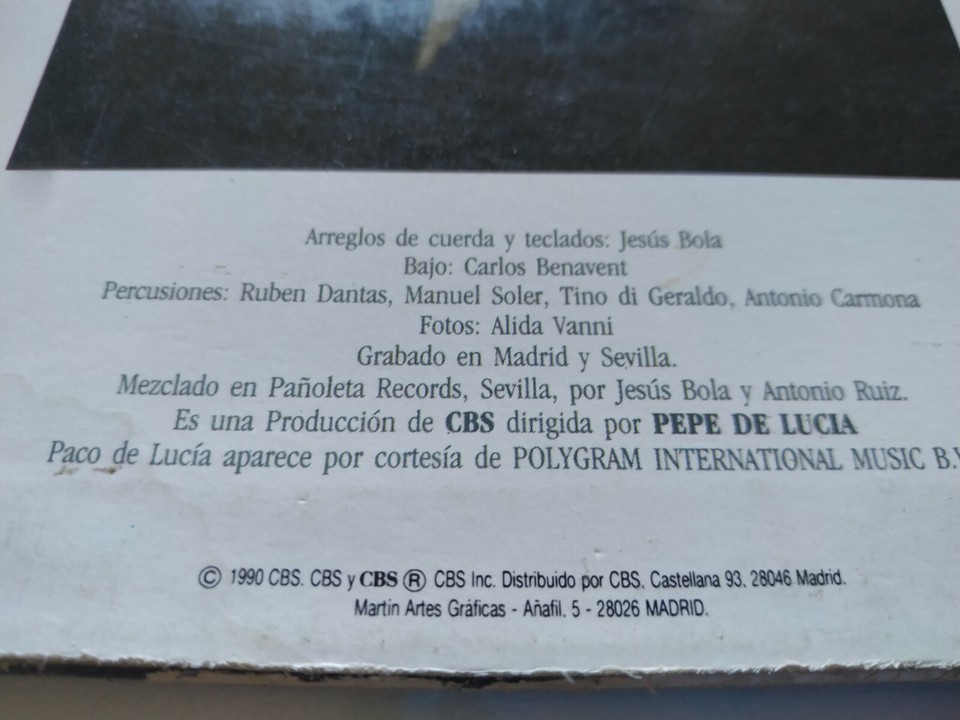 Arreglos de cuerda y teclados: Jesús Bola
Bajo: Carlos Benavent
Percusiones: Ruben Dantas, Manuel Soler, Tino di Geraldo, Antonio Carmona
Fotos: Alida Vanni
Grabado en Madrid y Sevilla.
Mezclado en Pañoleta Records, Sevilla, por Jesús Bola y Antonio Ruiz.
Es una Producción de CBS dirigida por PEPE DE LUCIA
Paco de Lucía aparece por cortesía de POLYGRAM INTERNATIONAL MUSIC
© 1990 CBS. CBS y CBS ® CBS Inc. Distribuido por CBS. Castellana 93. 28046 Madrid.
Martin Artes Gráficas - Añafil, 5 - 28026 MADRID.